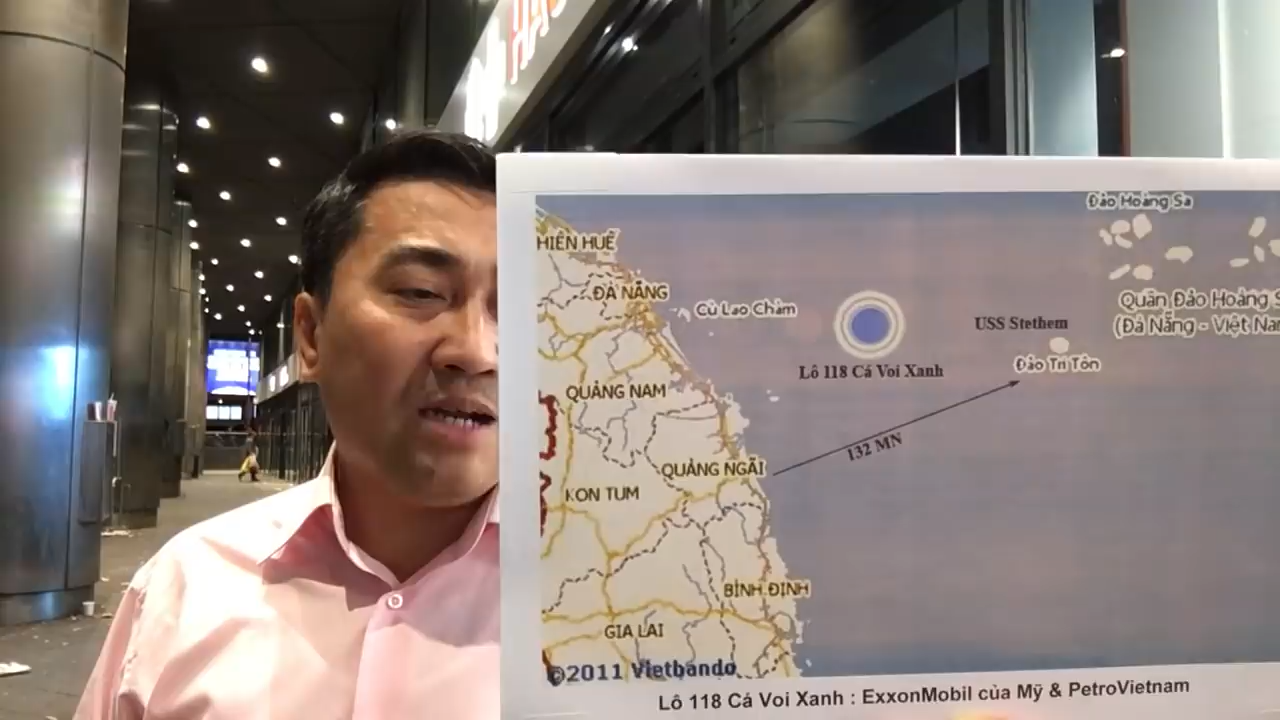 Đảo Hoàng Sa
HIÊN HUẾ
ĐÀ NẴNG
Cù Lao Chàm
Quần Đảo Hoàng S
(Đà Nẵng - Việt Nam
USS Stethem
Đảo Tri Tôn
Lô 118 Cá Voi Xanh
QUẢNG NAM
132 MN
QUẢNG NGÃI
KON TUM
BÌNH ĐỊNH
GIA LAI
©2011 Vietbando
Lô 118 Cá Voi Xanh : ExxonMobil của Mỹ & PetroVietnam